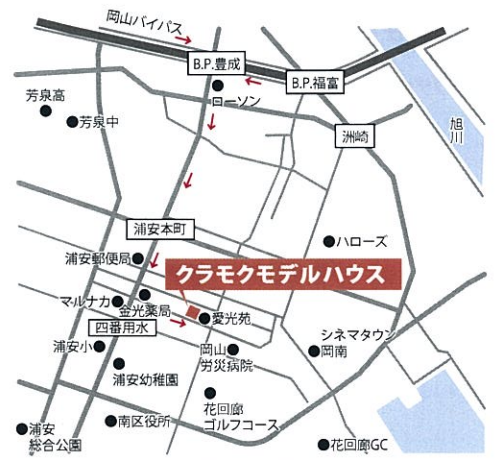 岡山バイパス
B.P.豊成
B.P.福富
ローソン
芳泉高
芳泉中
洲崎
旭川
浦安本町
ハローズ
浦安郵便局
クラモクモデルハウス
マルナカ
金光薬局
愛光苑
四番用水
シネマタウン
岡南
浦安小
岡山
労災病院
浦安幼稚園
花回廊
ゴルフコース
南区役所
浦安
総合公園
花回廊GC